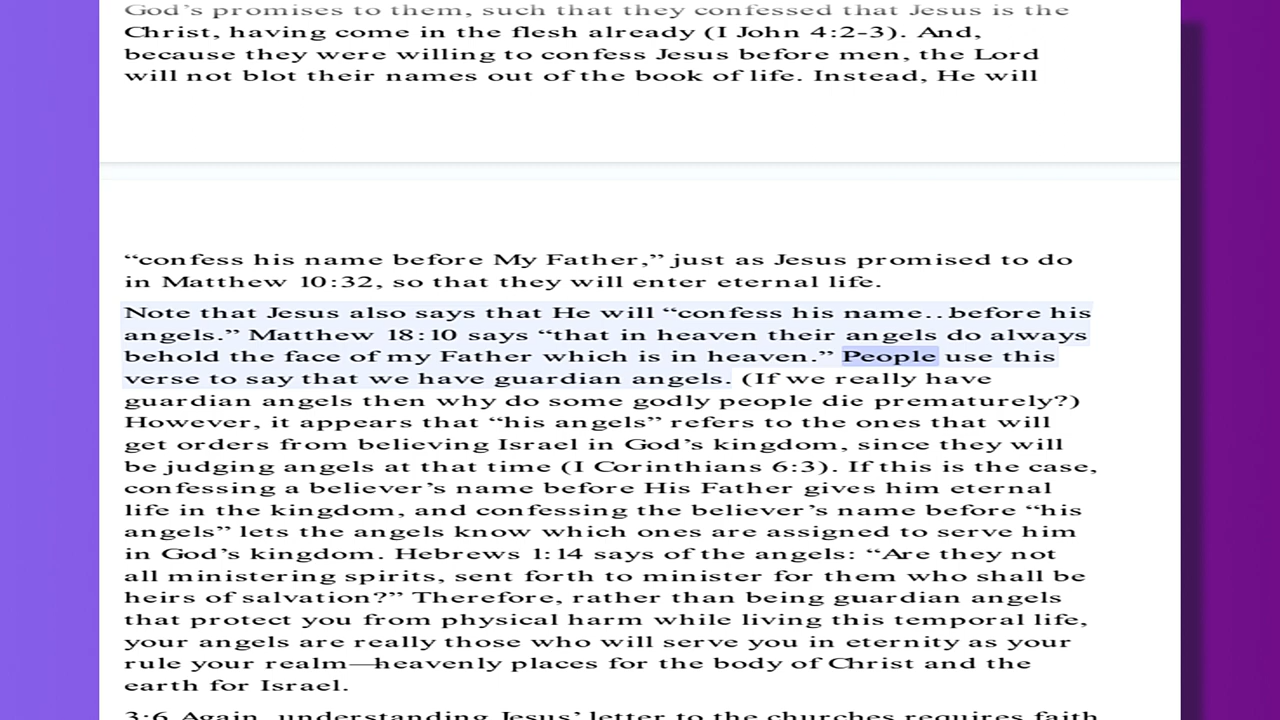 God's promises to them, such that they confessed that Jesus is the
Christ, having come in the flesh already (I John 4:2-3). And,
because they were willing to confess Jesus before men, the Lord
will not blot their names out of the book of life. Instead, He will
“confess his name before My Father,” just as Jesus promised to do
in Matthew 10:32, so that they will enter eternal life.
Note that Jesus also says that He will “confess his name..before his
angels.” Matthew 18:10 says “that in heaven their angels do always
behold the face of my Father which is in heaven.” People use this
verse to say that we have guardian angels. (If we really have
guardian angels then why do some godly people die prematurely?)
However, it appears that “his angels” refers to the ones that will
get orders from believing Israel in God’s kingdom, since they will
be judging angels at that time (I Corinthians 6:3). If this is the case,
confessing a believer’s name before His Father gives him eternal
life in the kingdom, and confessing the believer’s name before “his
angels” lets the angels know which ones are assigned to serve him
in God’s kingdom. Hebrews 1:14 says of the angels: “Are they not
all ministering spirits, sent forth to minister for them who shall be
heirs of salvation?” Therefore, rather than being guardian angels
that protect you from physical harm while living this temporal life,
your angels are really those who will serve you in eternity as your
rule your realm—heavenly places for the body of Christ and the
earth for Israel.
3:6 Again, understanding Jesus’ letter to the churches requires faith